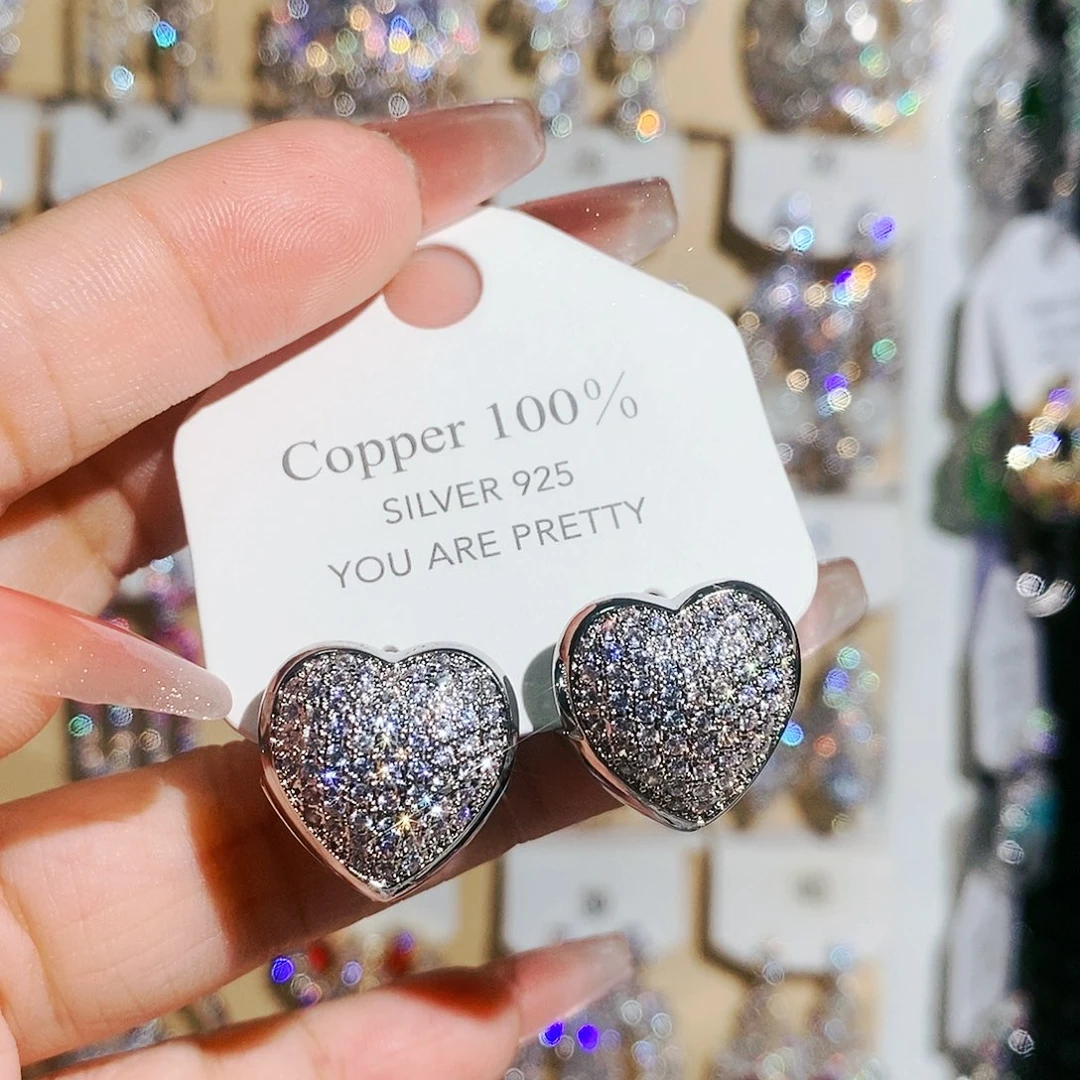 Copper 100%
SILVER 925
YOU ARE PRETTY